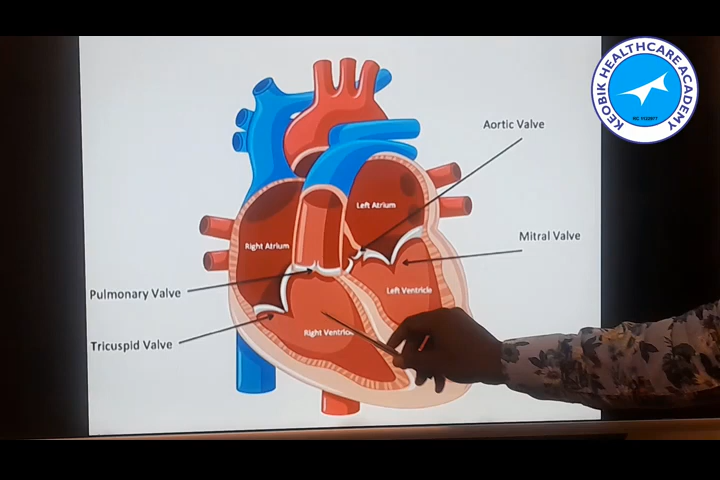 KEOBIK HEALTHCARE ACADEMY
Aortic Valve
Left Atrium
Right Atrium
Mitral Valve
Pulmonary Valve
Left Ventricle
Tricuspid Valve
Right Ventricle